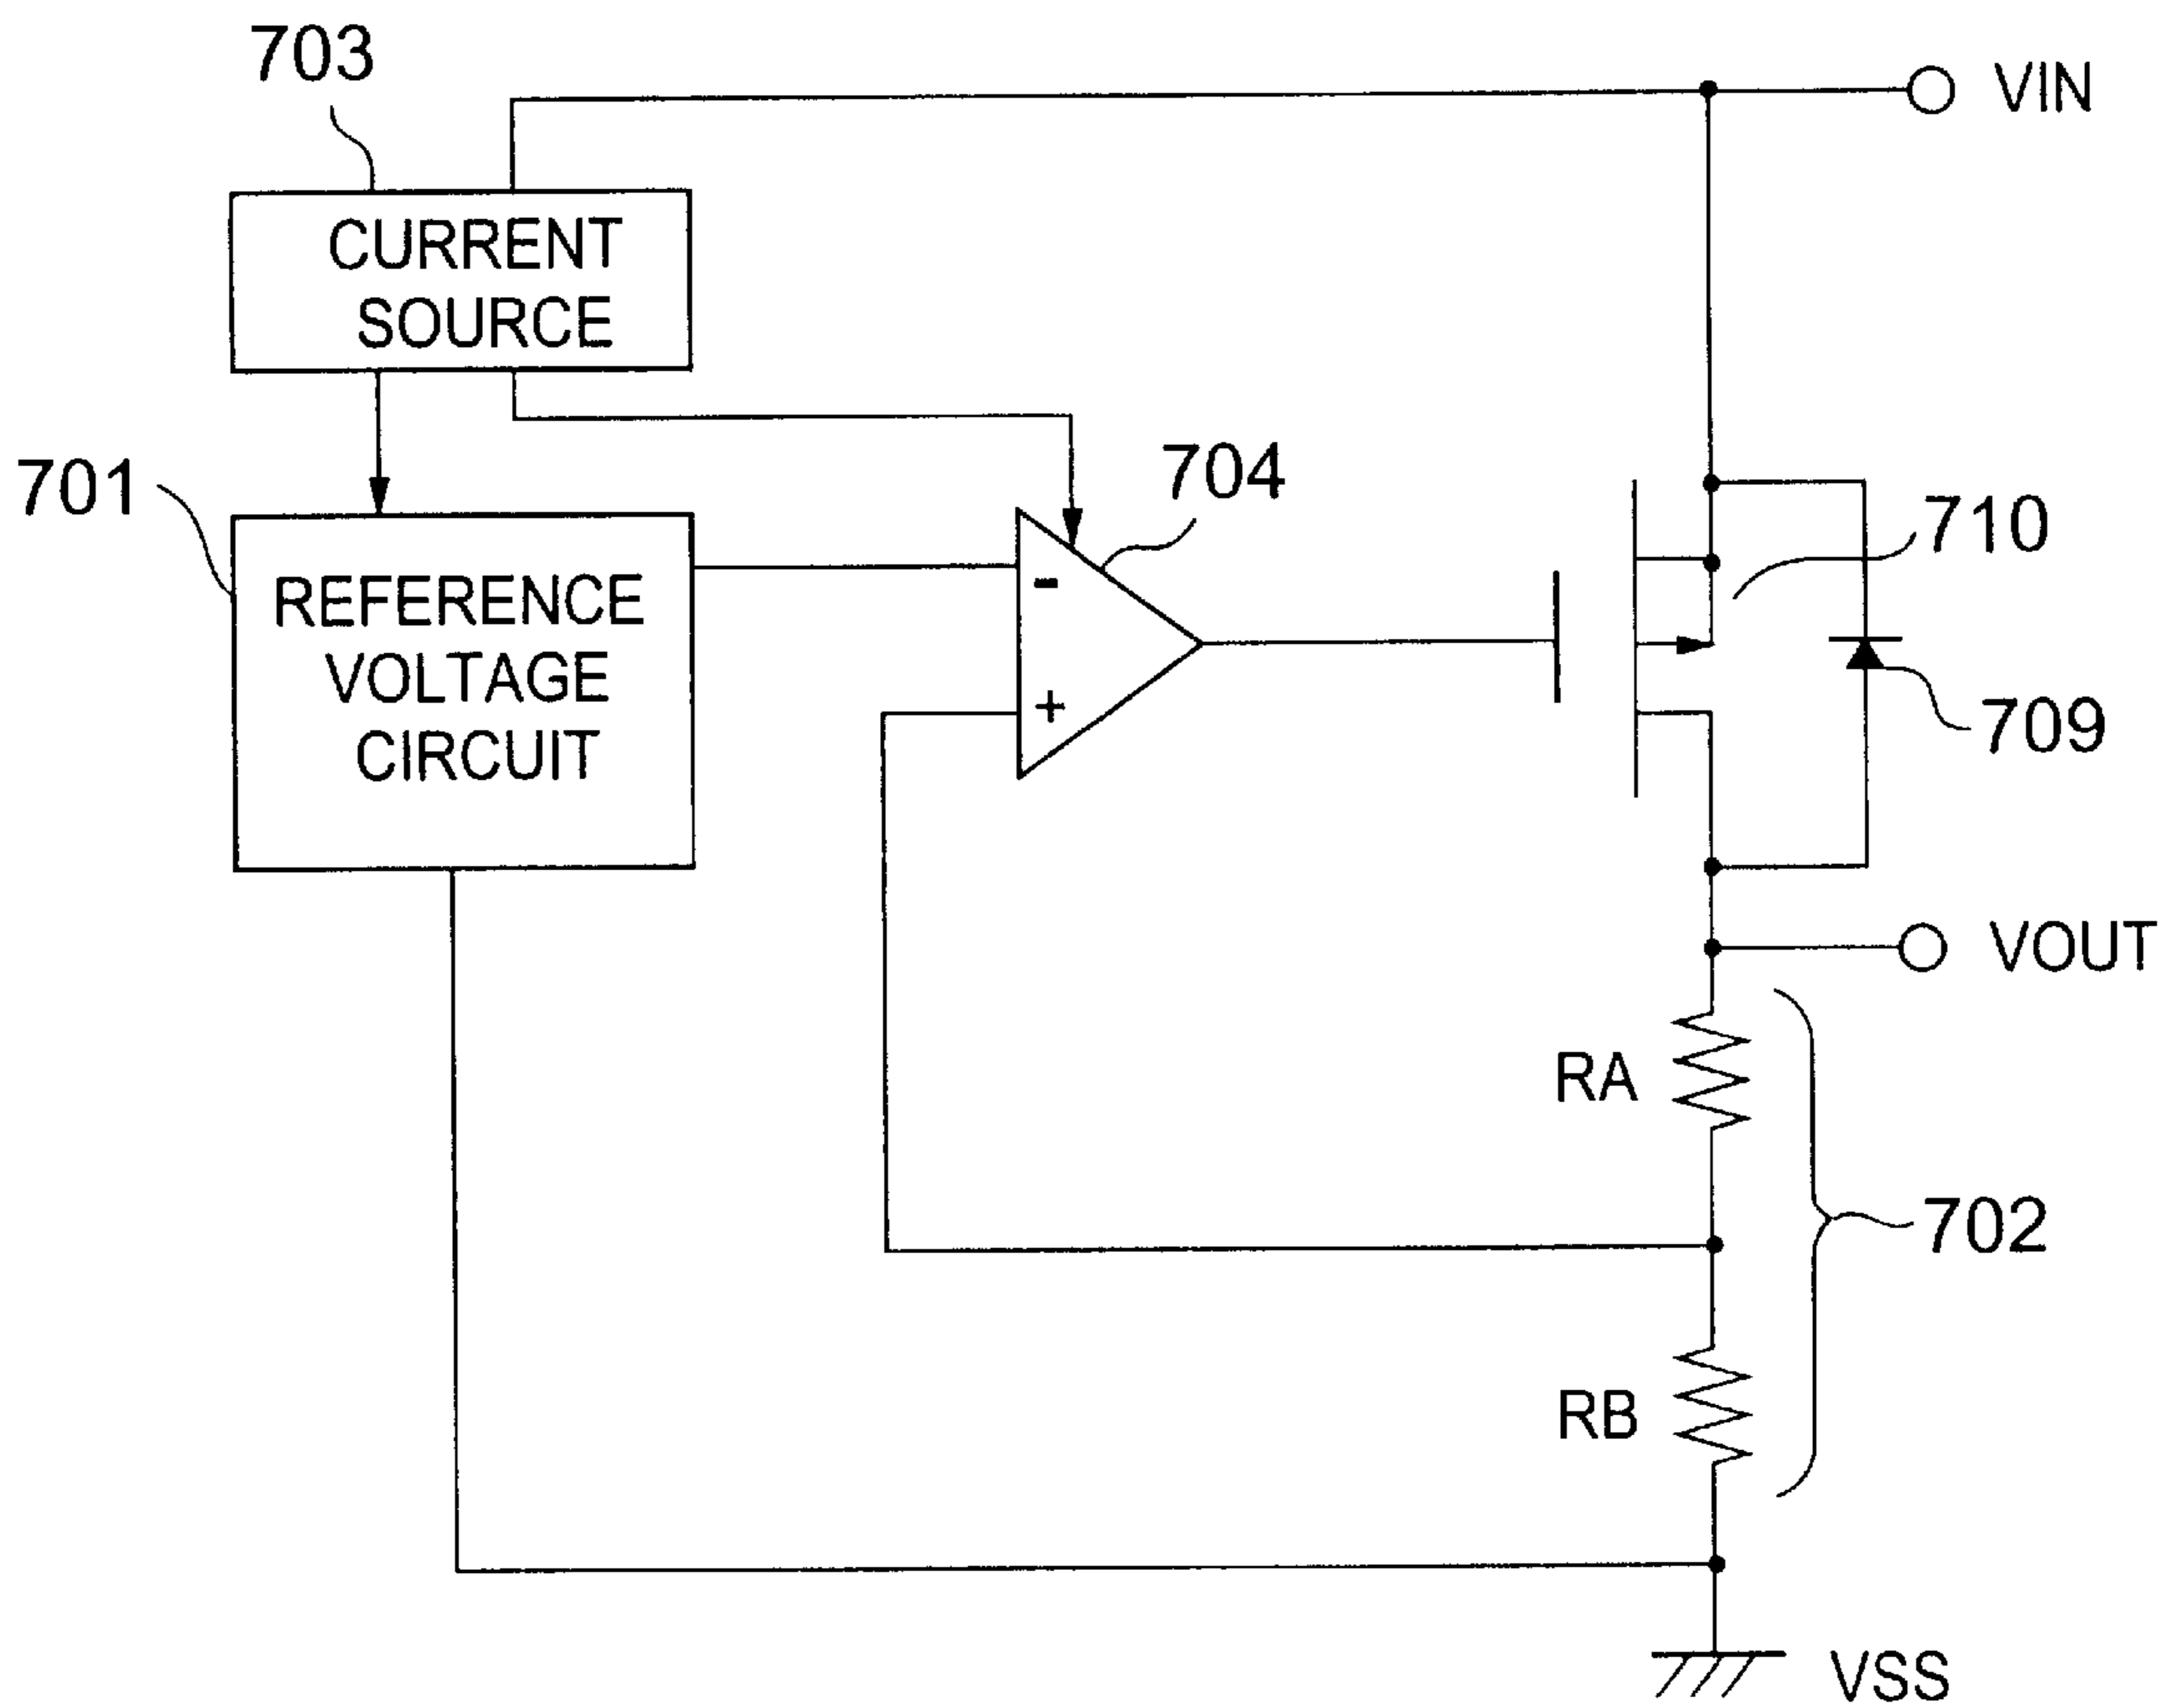 703
VIN
CURRENT
SOURCE
701
704
710
REFERENCE
VOLTAGE
CIRCUIT
-
+
709
VOUT
RA
702
RB
VSS